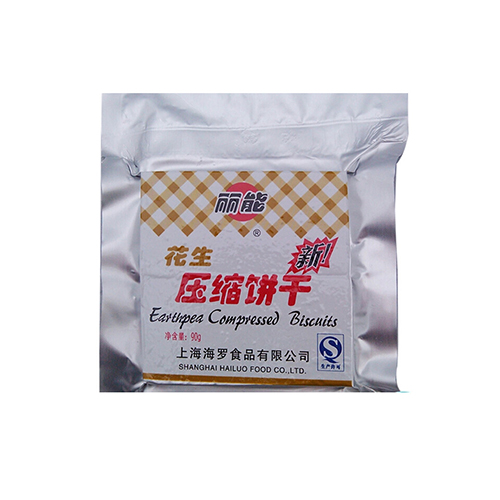 丽能
®
花生
新!
压缩饼干
Earthpea Compressed Biscuits
净含量: 90g
上海海罗食品有限公司
SHANGHAI HAILUO FOOD CO.,LTD.
生产许可